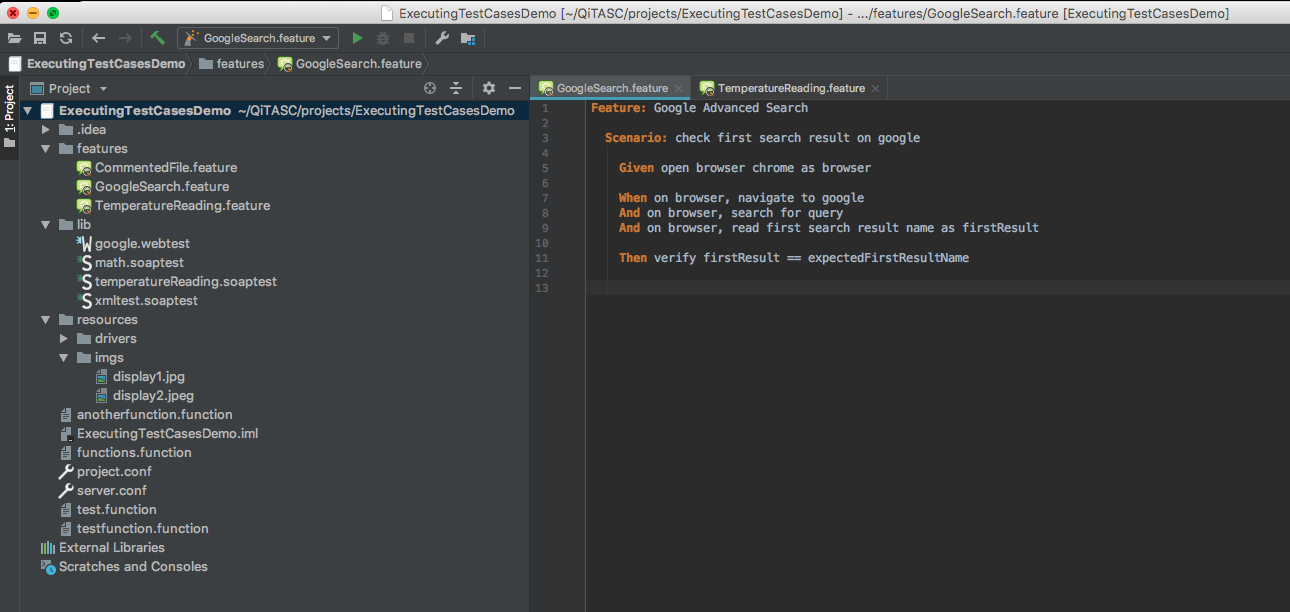 ExecutingTestCasesDemo [~/QiTASC/projects/ExecutingTestCasesDemo] - .../features/GoogleSearch.feature [ExecutingTestCasesDemo]
GoogleSearch.feature
ExecutingTestCasesDemo features GoogleSearch.feature
1: Project
Project
ExecutingTestCasesDemo ~/QiTASC/projects/ExecutingTestCasesDemo
.idea
features
CommentedFile.feature
GoogleSearch.feature
TemperatureReading.feature
lib
google.webtest
math.soaptest
temperatureReading.soaptest
xmltest.soaptest
resources
drivers
imgs
display1.jpg
display2.jpeg
anotherfunction.function
ExecutingTestCasesDemo.iml
functions.function
project.conf
server.conf
test.function
testfunction.function
External Libraries
Scratches and Consoles
GoogleSearch.feature TemperatureReading.feature
1 Feature: Google Advanced Search
2
3 Scenario: check first search result on google
4
5 Given open browser chrome as browser
6
7 When on browser, navigate to google
8 And on browser, search for query
9 And on browser, read first search result name as firstResult
10
11 Then verify firstResult == expectedFirstResultName
12
13